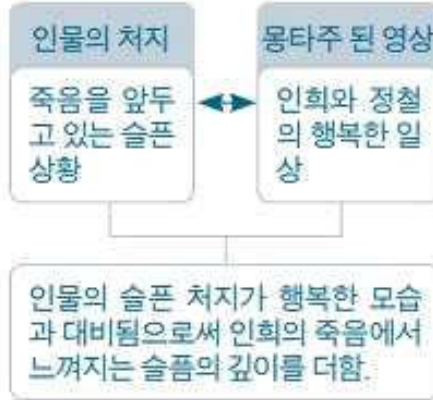 인물의 처지
죽음을 앞두
고 있는 슬픈
상황
몽타주 된 영상
인희와 정철
의 행복한 일
상
인물의 슬픈 처지가 행복한 모습
과 대비됨으로써 인희의 죽음에서
느껴지는 슬픔의 깊이를 더함.